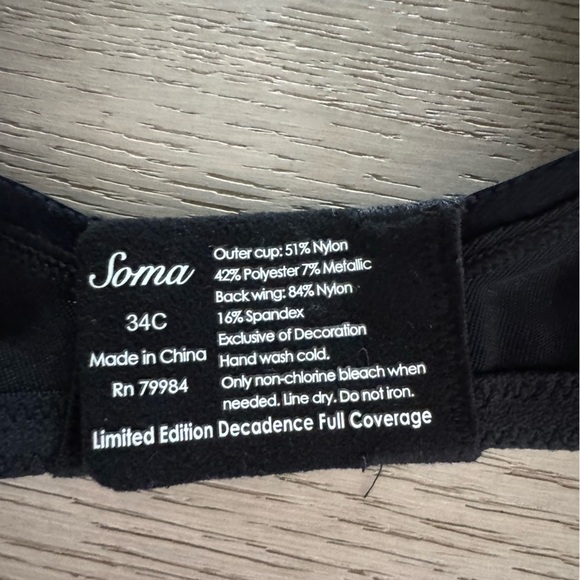 Soma
34C
Made in China
Rn 79984
Outer cup: 51% Nylon
42% Polyester 7% Metallic
Back wing: 84% Nylon
16% Spandex
Exclusive of Decoration
Hand wash cold.
Only non-chlorine bleach when
needed. Line dry. Do not iron.
Limited Edition Decadence Full Coverage